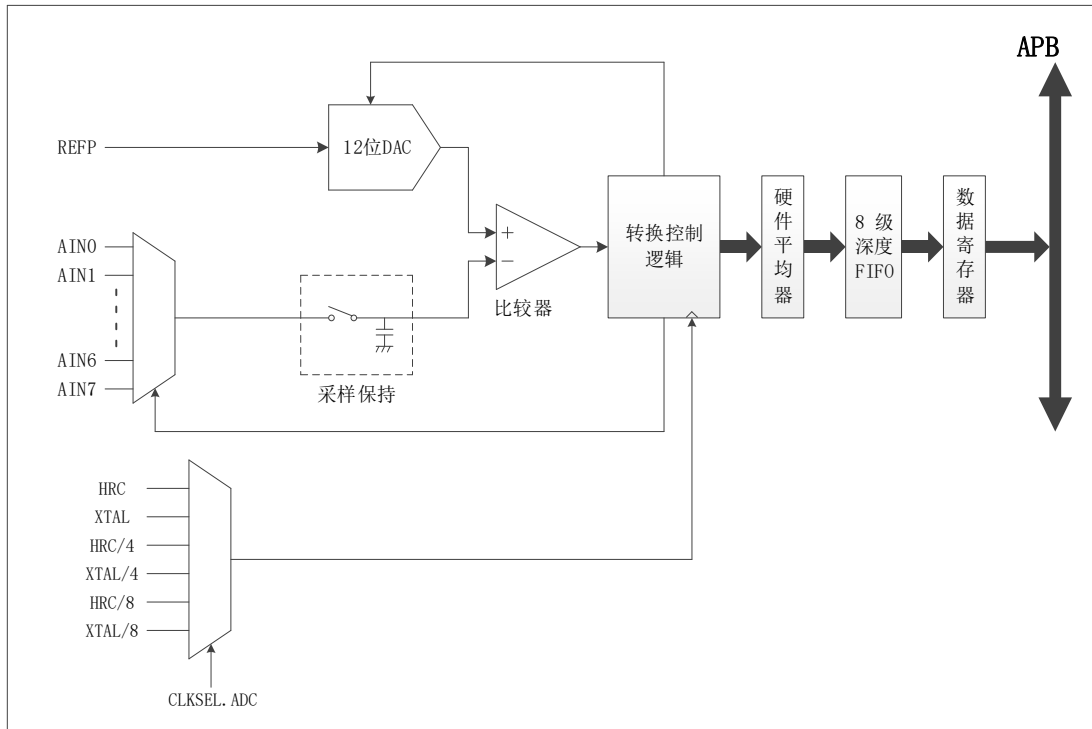 APB
12位DAC
REFP
转换控制
逻辑
硬件平均器
8 级
深度
FIFO
数据寄存器
+
−
比较器
AIN0
AIN1
AIN6
AIN7
采样保持
HRC
XTAL
HRC/4
XTAL/4
HRC/8
XTAL/8
CLKSEL.ADC